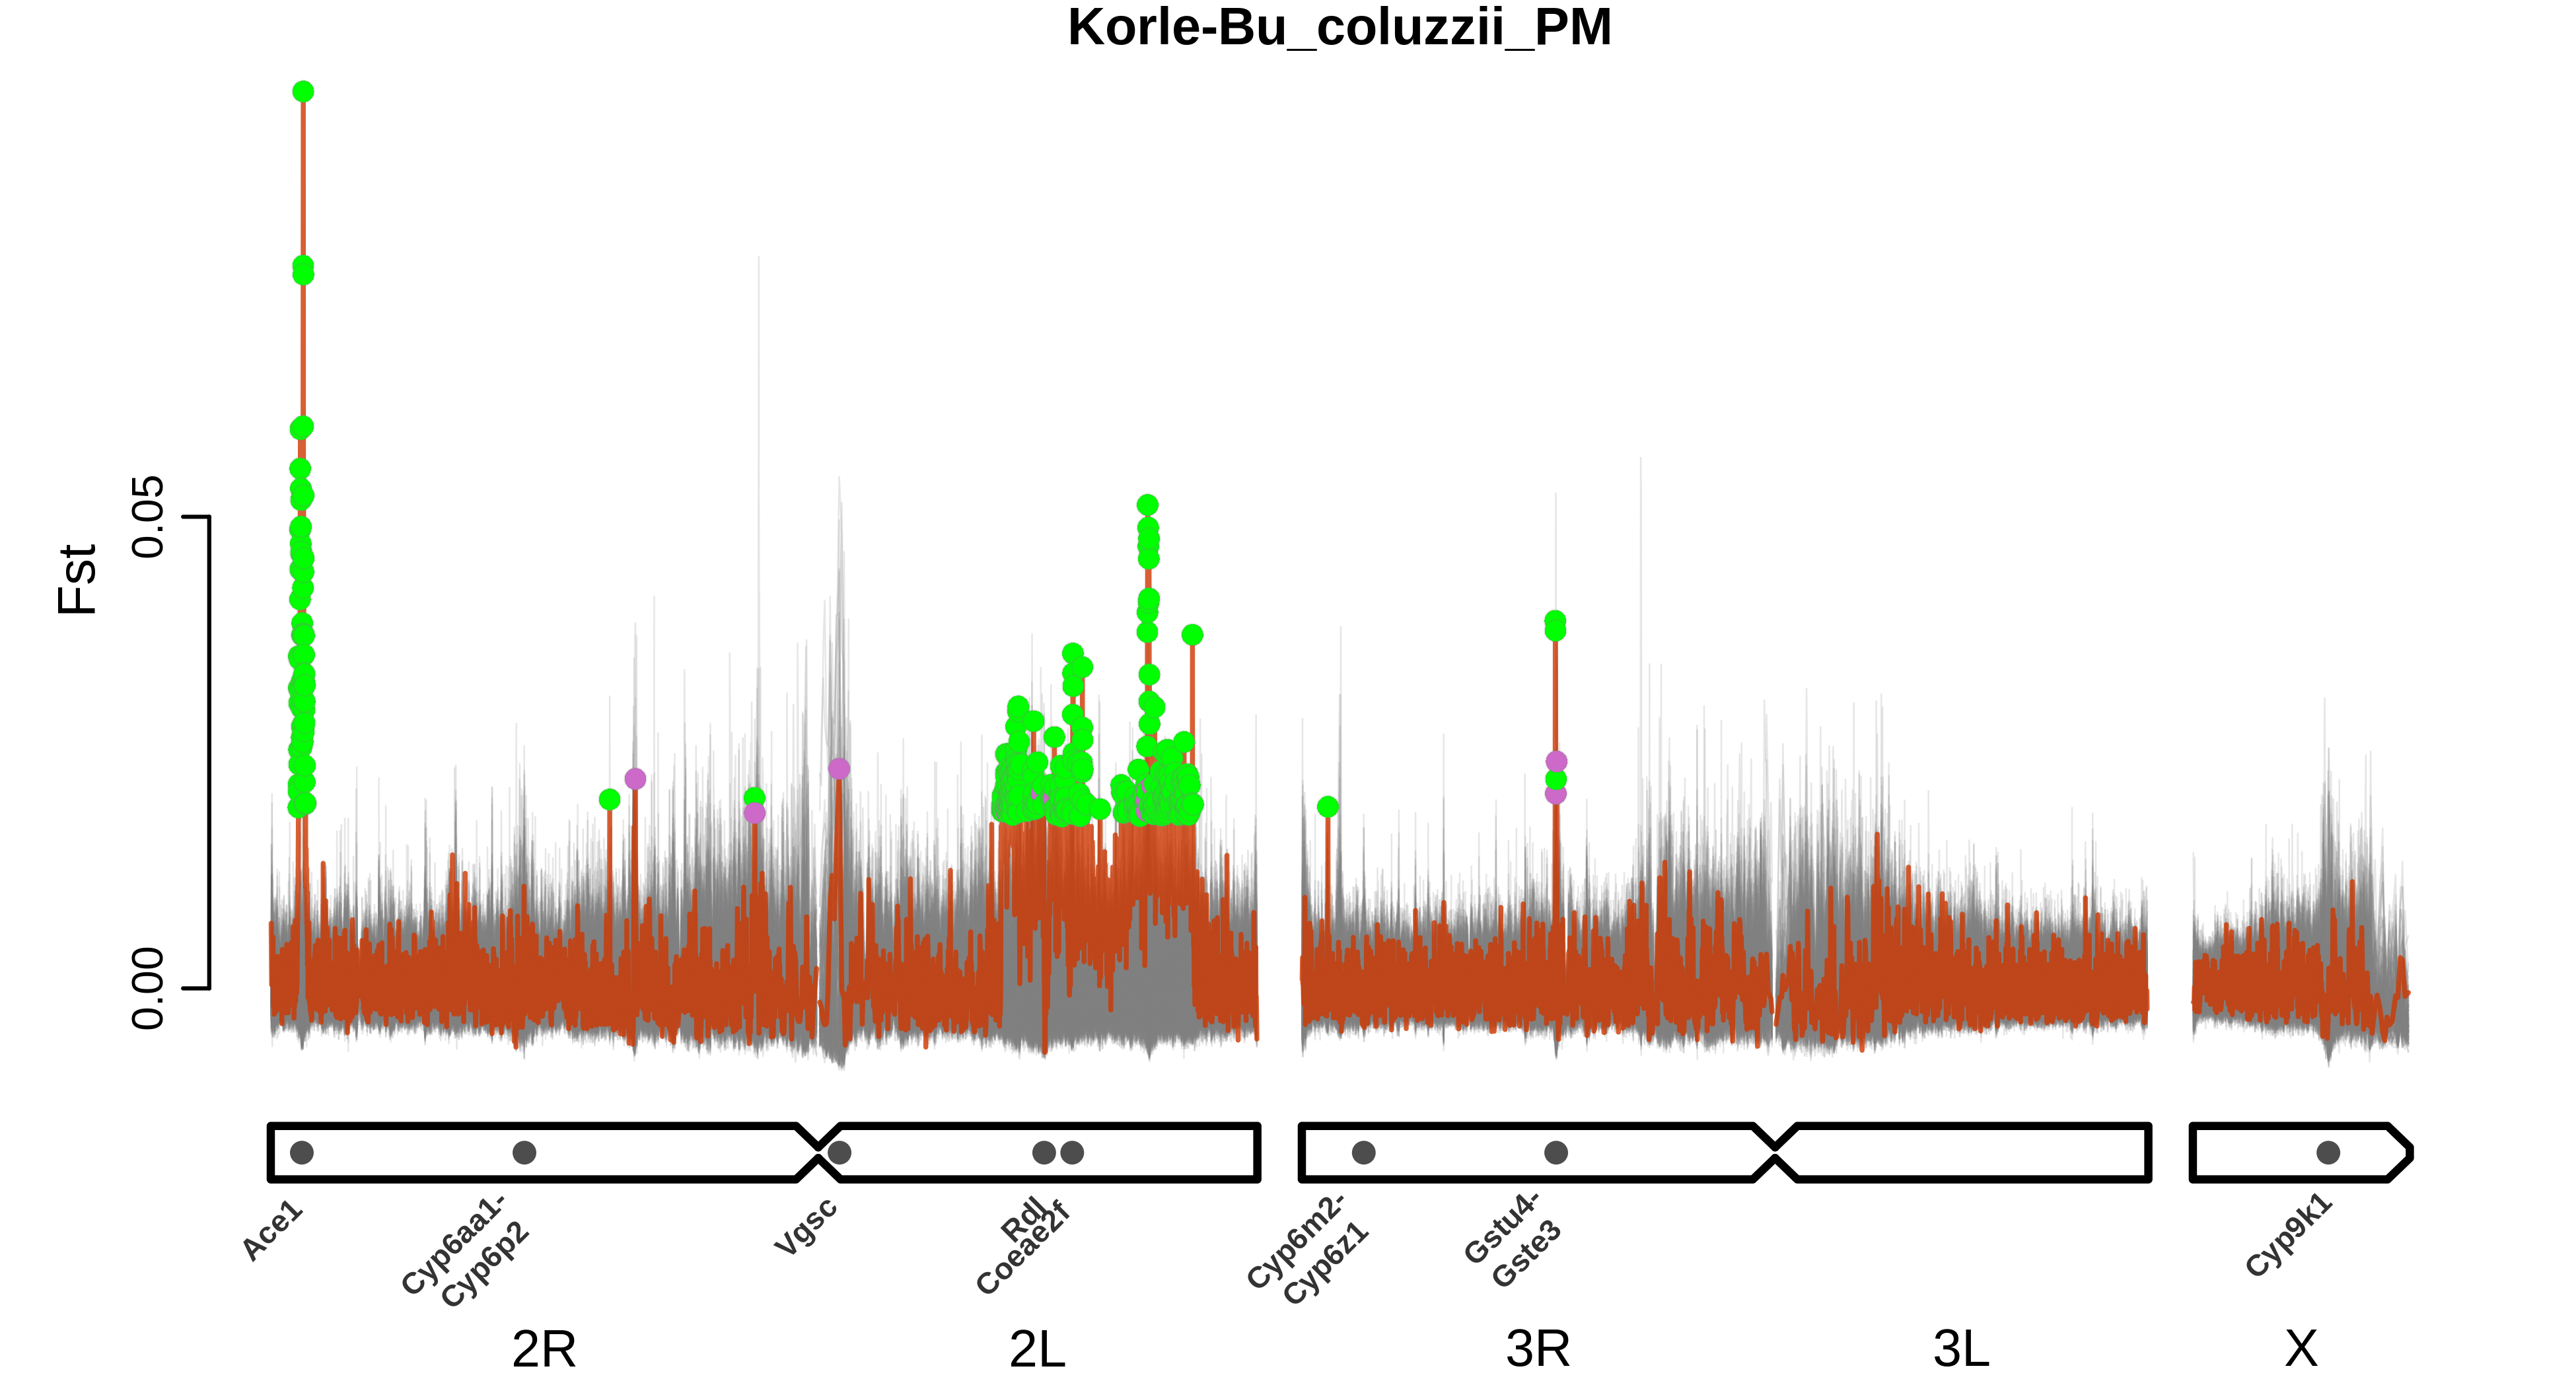 Korle-Bu_coluzzii_PM
Fst
0.05
0.00
Ace1
Cyp6aa1-
Cyp6p2
Vgsc
Rdl
Coeae2f
Cyp6m2-
Cyp6z1
Gstu4-
Gste3
Cyp9k1
2R
2L
3R
3L
X